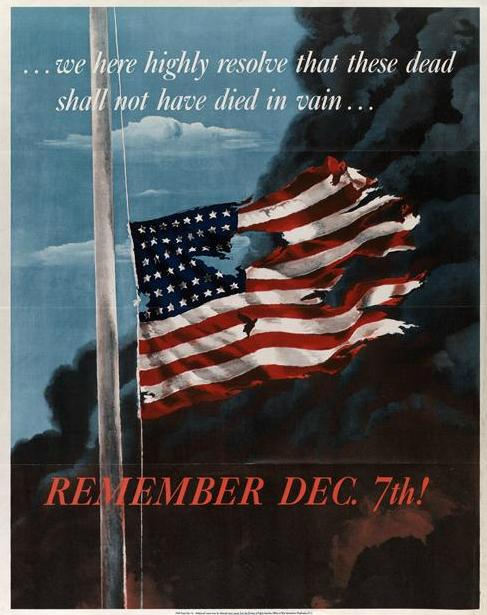 ...we here highly resolve that these dead
shall not have died in vain...
REMEMBER DEC. 7th!